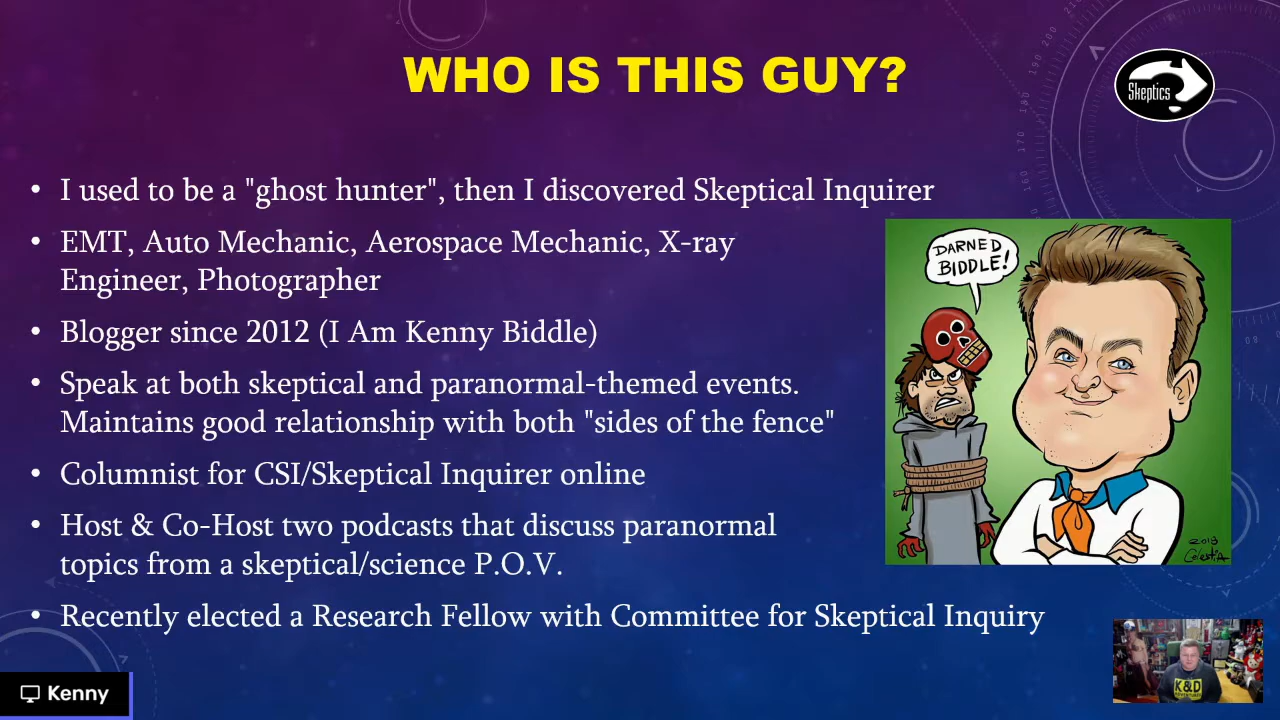 WHO IS THIS GUY?
Skeptics
• I used to be a "ghost hunter", then I discovered Skeptical Inquirer
• EMT, Auto Mechanic, Aerospace Mechanic, X-ray
Engineer, Photographer
• Blogger since 2012 (I Am Kenny Biddle)
• Speak at both skeptical and paranormal-themed events.
Maintains good relationship with both "sides of the fence"
• Columnist for CSI/Skeptical Inquirer online
• Host & Co-Host two podcasts that discuss paranormal
topics from a skeptical/science P.O.V.
• Recently elected a Research Fellow with Committee for Skeptical Inquiry
DARNED
BIDDLE!
K&D
Kenny